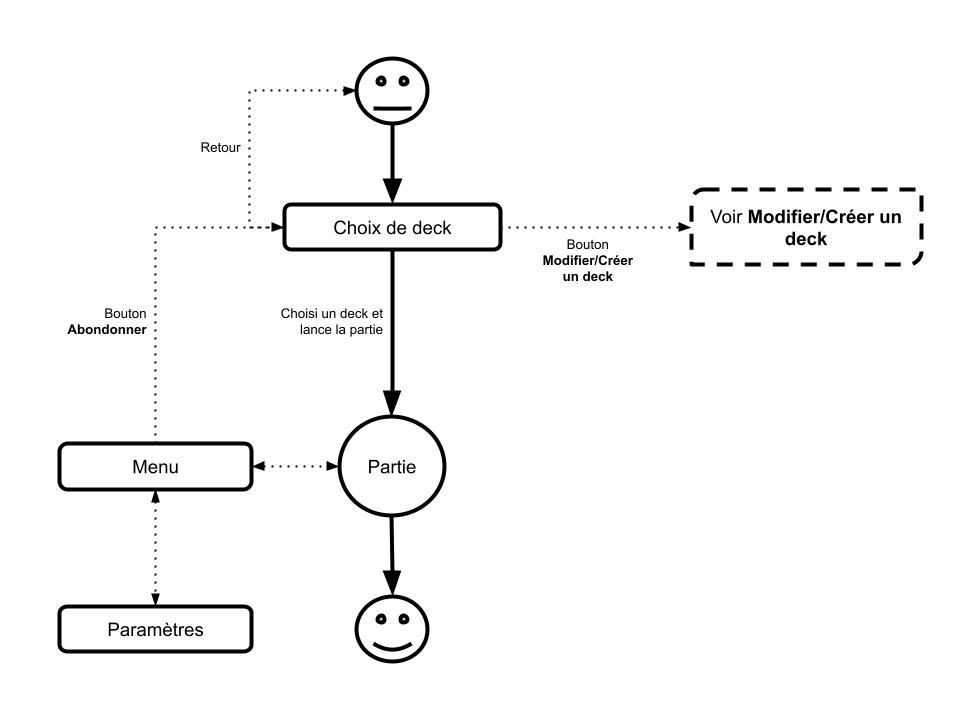 Retour
Choix de deck
Voir Modifier/Créer un
deck
Bouton
Modifier/Créer
un deck
Bouton
Abondonner
Choisi un deck et
lance la partie
Menu
Partie
Paramètres